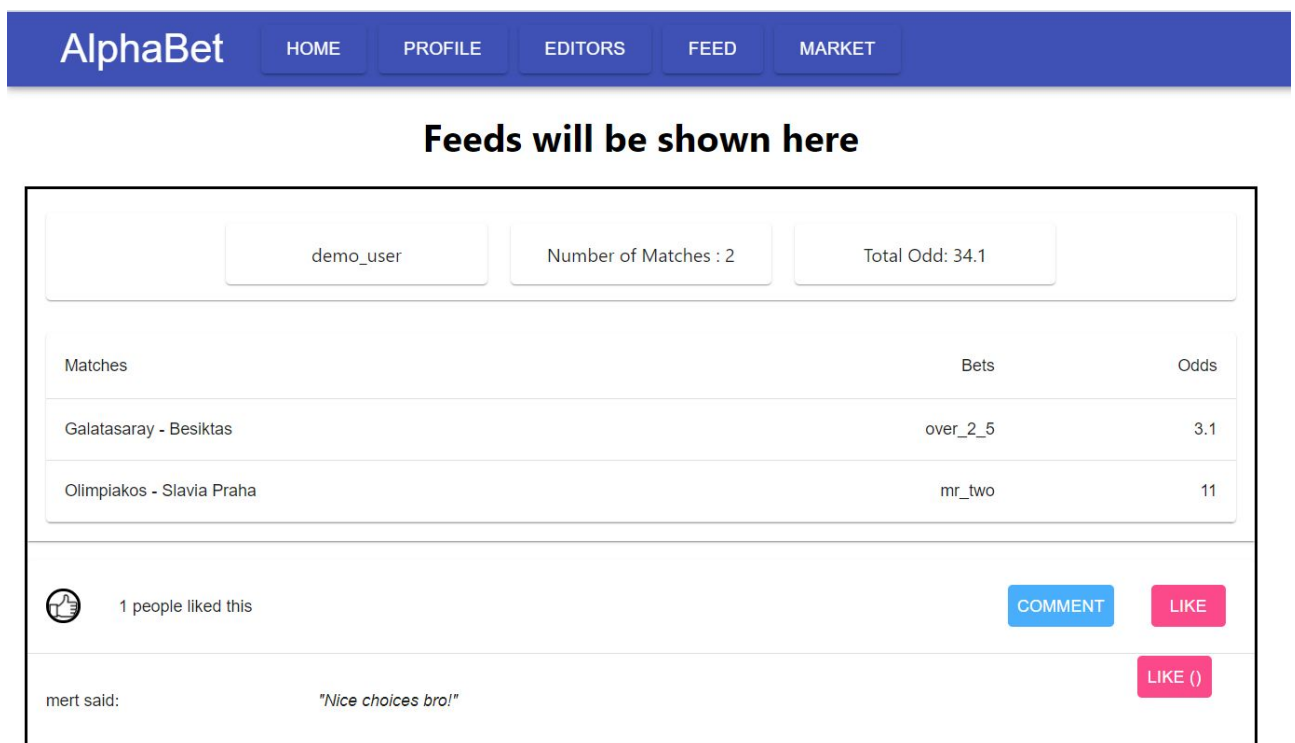 AlphaBet HOME PROFILE EDITORS FEED MARKET
Feeds will be shown here
demo_user Number of Matches : 2 Total Odd: 34.1
Matches Bets Odds
Galatasaray - Besiktas over_2_5 3.1
Olimpiakos - Slavia Praha mr_two 11
1 people liked this COMMENT LIKE
LIKE ()
mert said: "Nice choices bro!"